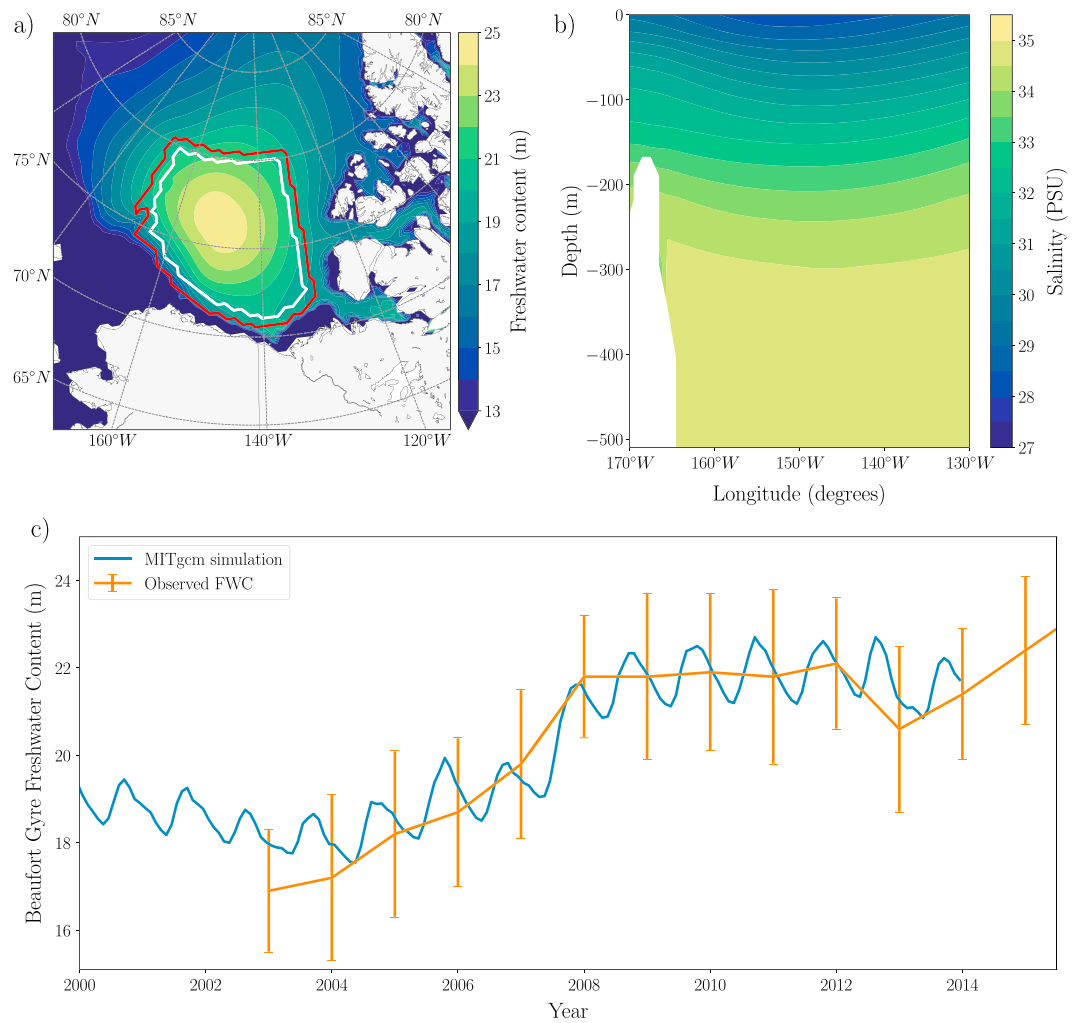 a)
80°N 85°N 85°N 80°N
75°N
70°N
65°N
160°W 140°W 120°W
25
23
21
19
17
15
13
Freshwater content (m)
b)
0
−100
−200
−300
−400
−500
Depth (m)
170°W 160°W 150°W 140°W 130°W
Longitude (degrees)
35
34
33
32
31
30
29
28
27
Salinity (PSU)
c)
MITgcm simulation
Observed FWC
24
22
20
18
16
Beaufort Gyre Freshwater Content (m)
2000 2002 2004 2006 2008 2010 2012 2014
Year